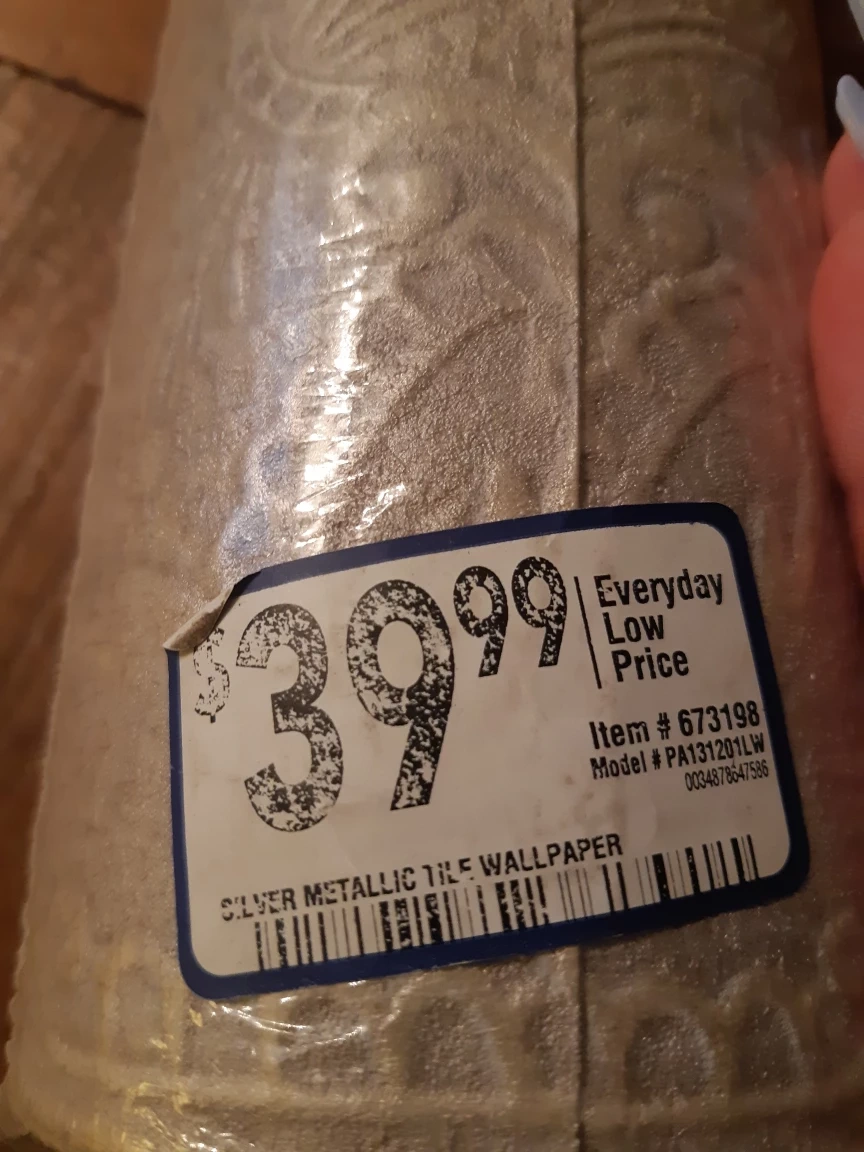 $39.99
Everyday
Low
Price
Item # 673198
Model # PA131201LW
0034878647586
SILVER METALLIC TILE WALLPAPER